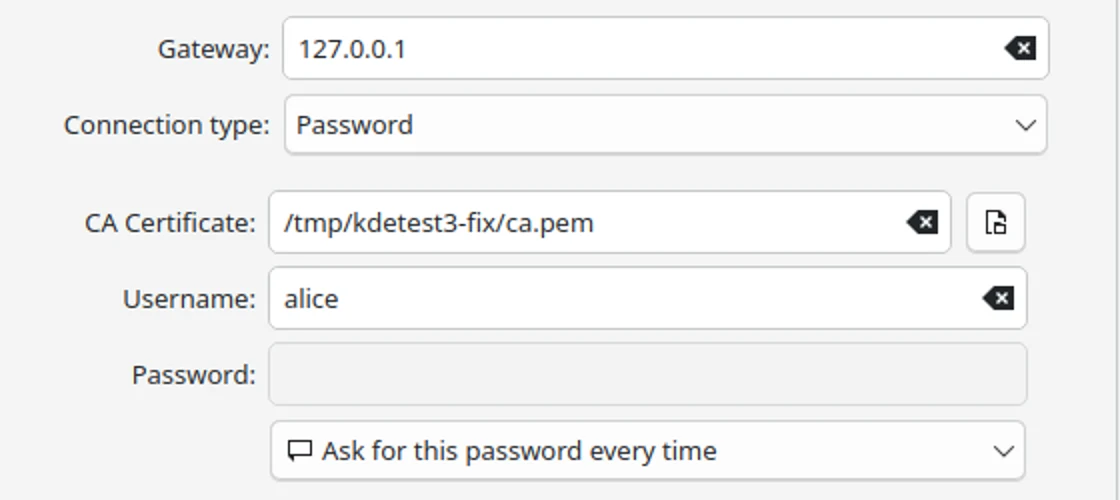 Gateway: 127.0.0.1
Connection type: Password
CA Certificate: /tmp/kdetest3-fix/ca.pem
Username: alice
Password:
Ask for this password every time